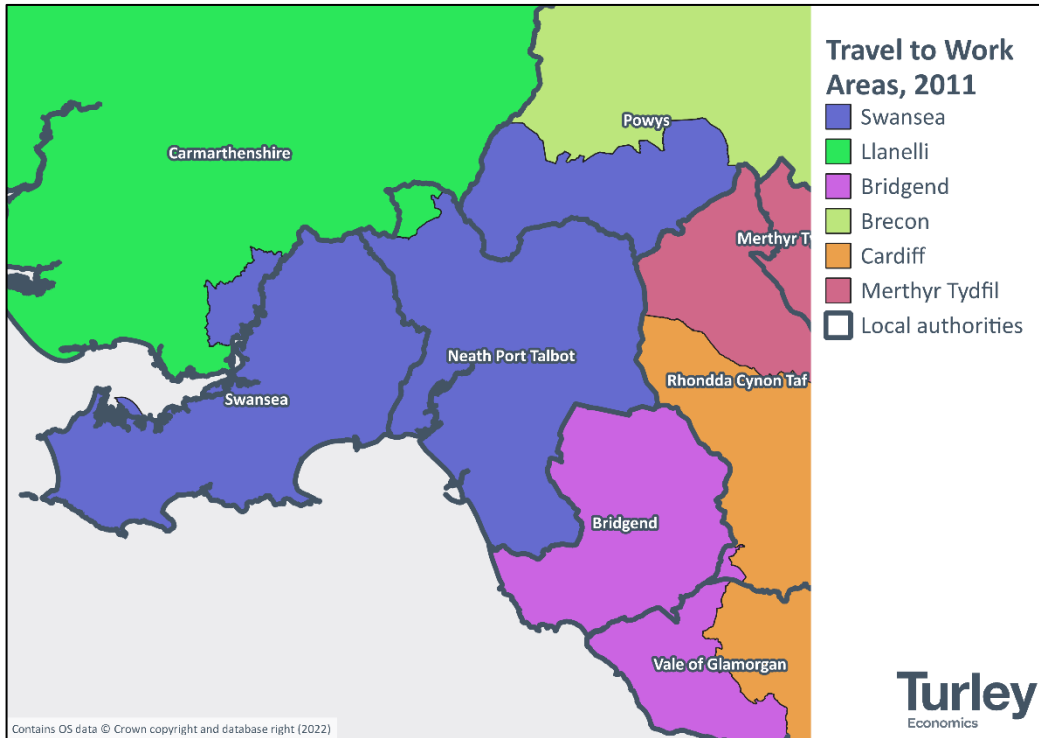 Travel to Work
Areas, 2011
Swansea
Llanelli
Bridgend
Brecon
Cardiff
Merthyr Tydfil
Local authorities
Powys
Carmarthenshire
Merthyr Ty
Neath Port Talbot
Rhondda Cynon Taf
Swansea
Bridgend
Vale of Glamorgan
Turley
Economics
Contains OS data © Crown copyright and database right (2022)